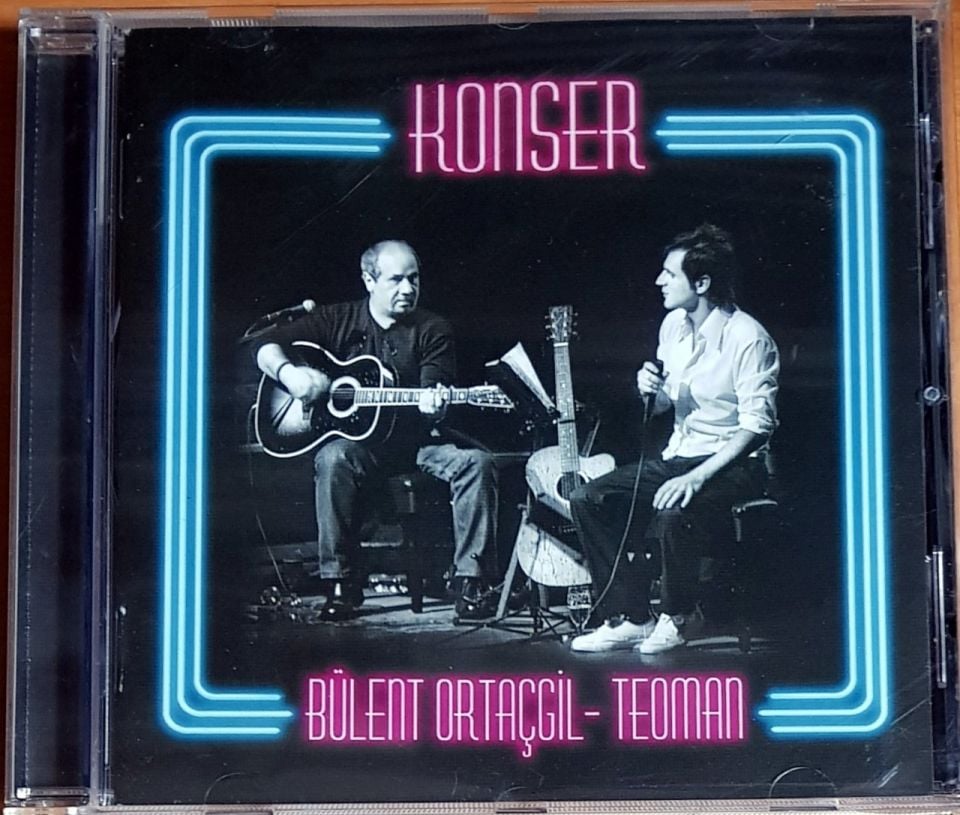 KONSER
BÜLENT ORTAÇGİL - TEOMAN